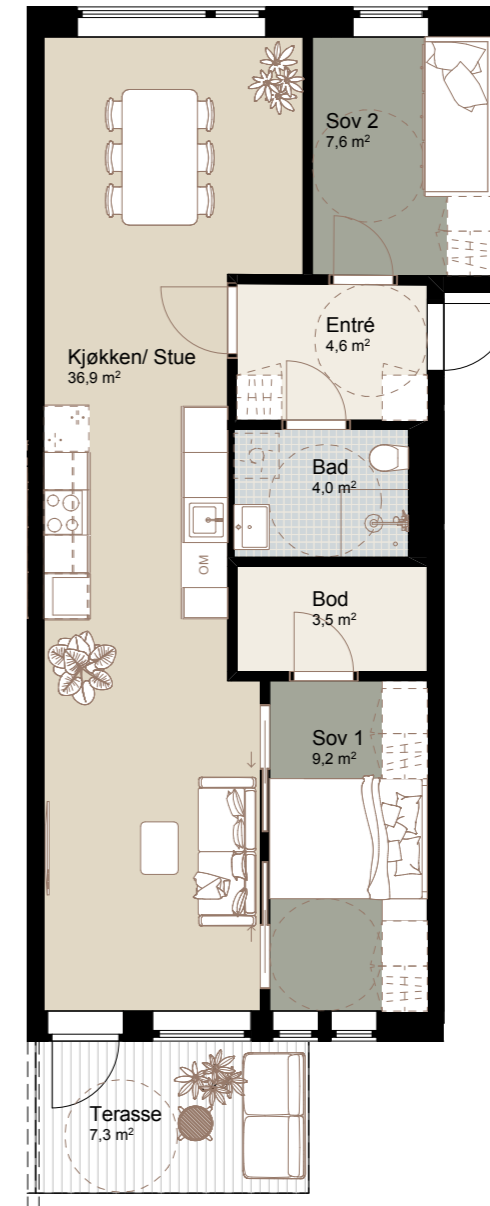 Sov 2
7,6 m²
Entré
4,6 m²
Kjøkken/ Stue
36,9 m²
Bad
4,0 m²
OM
Bod
3,5 m²
Sov 1
9,2 m²
Terasse
7,3 m²